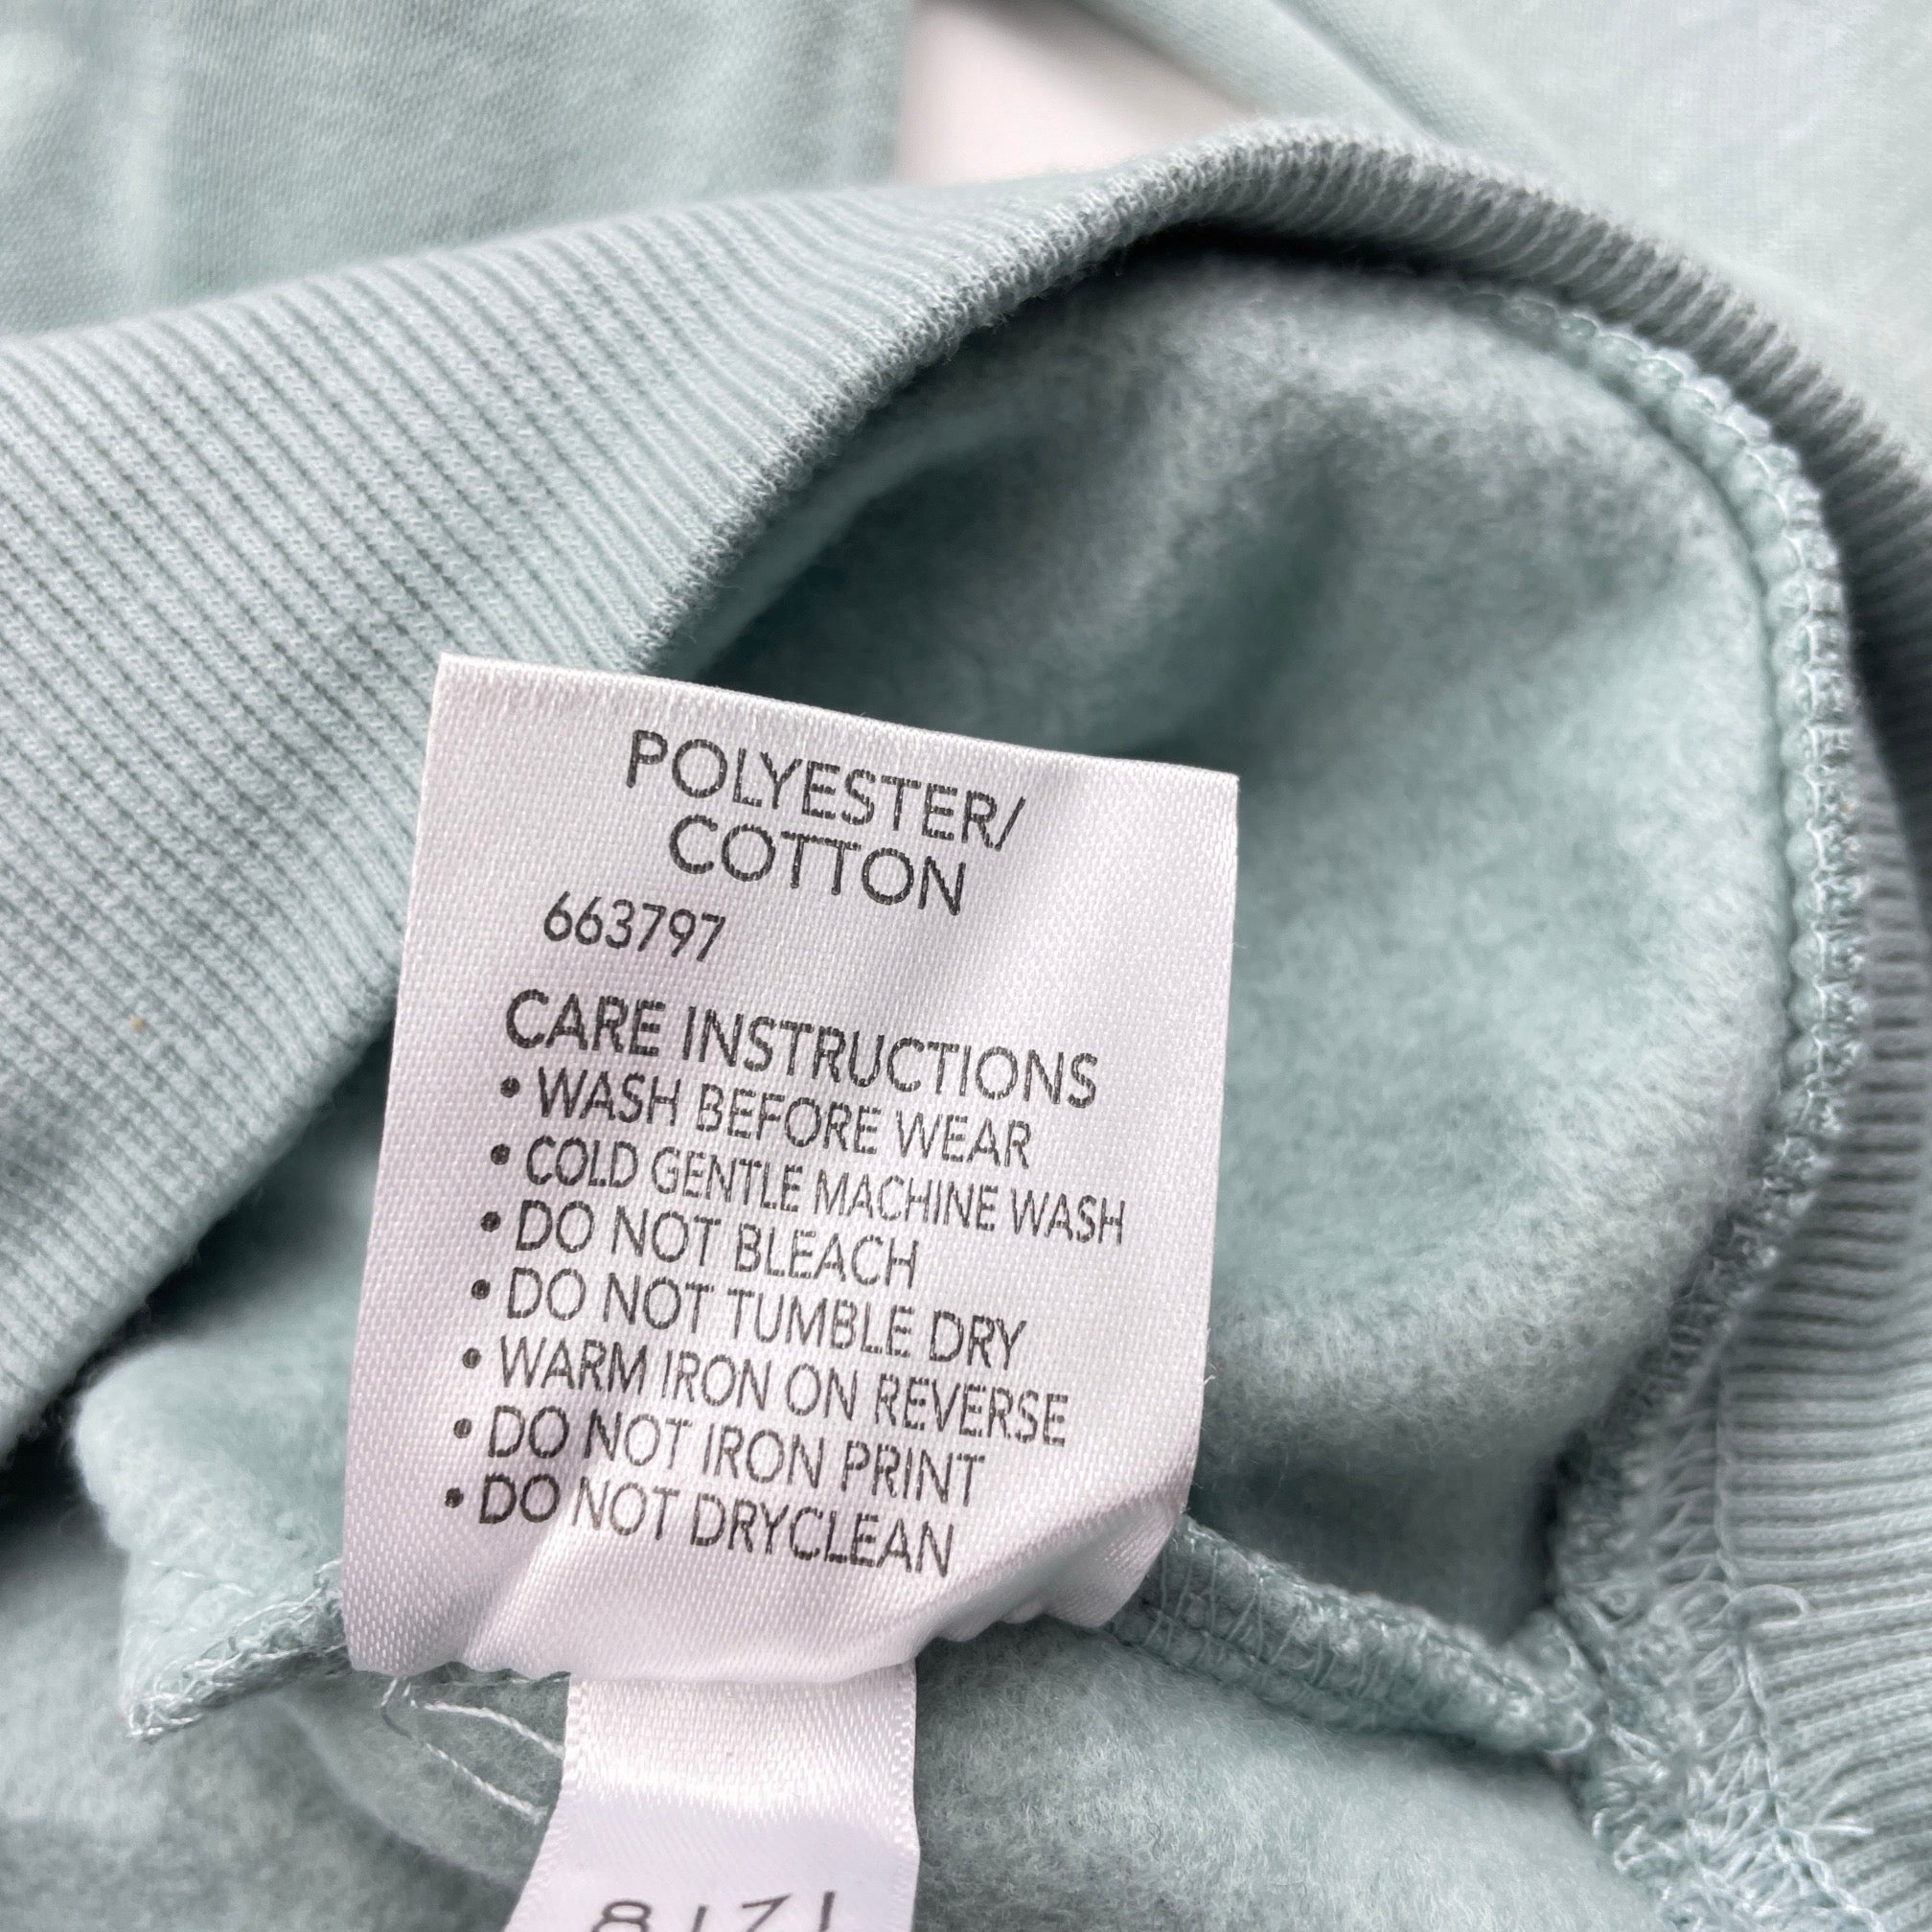 POLYESTER/
COTTON
663797
CARE INSTRUCTIONS
• WASH BEFORE WEAR
• COLD GENTLE MACHINE WASH
• DO NOT BLEACH
• DO NOT TUMBLE DRY
• WARM IRON ON REVERSE
• DO NOT IRON PRINT
• DO NOT DRYCLEAN